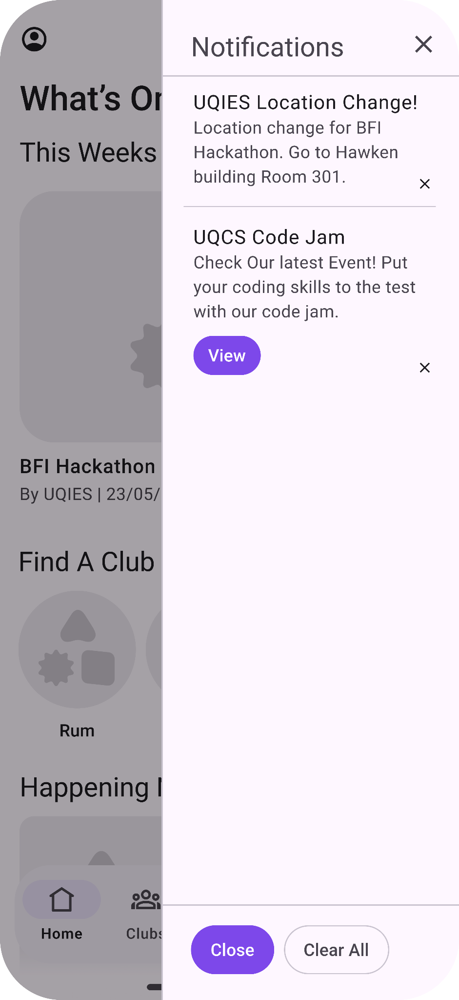 What's
This Weeks
BFI Hackathon
By UQIES | 23/05/
Find A Club
Rum
Happening
Home
Clubs
Notifications
UQIES Location Change!
Location change for BFI
Hackathon. Go to Hawken
building Room 301.
UQCS Code Jam
Check Our latest Event! Put
your coding skills to the test
with our code jam.
View
Close
Clear All